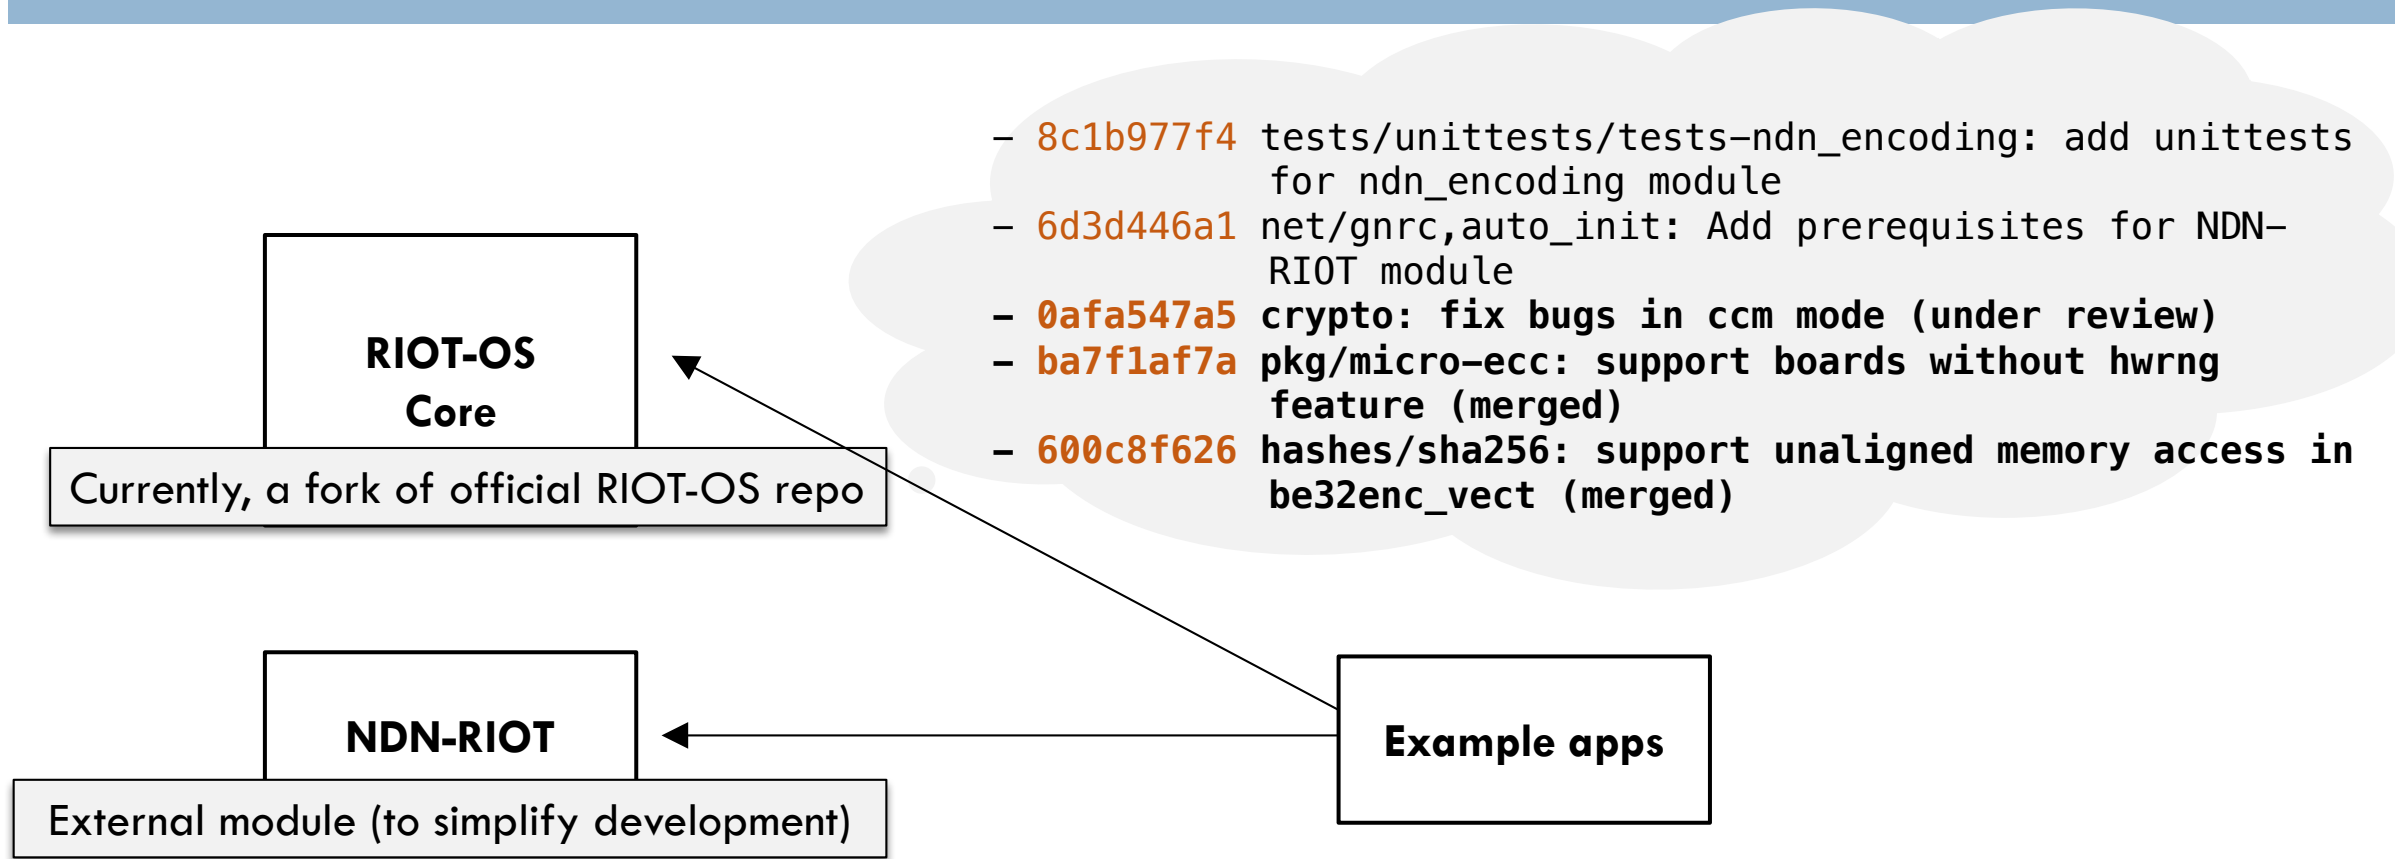 – 8c1b977f4 tests/unittests/tests–ndn_encoding: add unittests
for ndn_encoding module
– 6d3d446a1 net/gnrc,auto_init: Add prerequisites for NDN–
RIOT module
– 0afa547a5 crypto: fix bugs in ccm mode (under review)
– ba7f1af7a pkg/micro–ecc: support boards without hwrng
feature (merged)
– 600c8f626 hashes/sha256: support unaligned memory access in
be32enc_vect (merged)
RIOT-OS
Core
Currently, a fork of official RIOT-OS repo
NDN-RIOT
External module (to simplify development)
Example apps